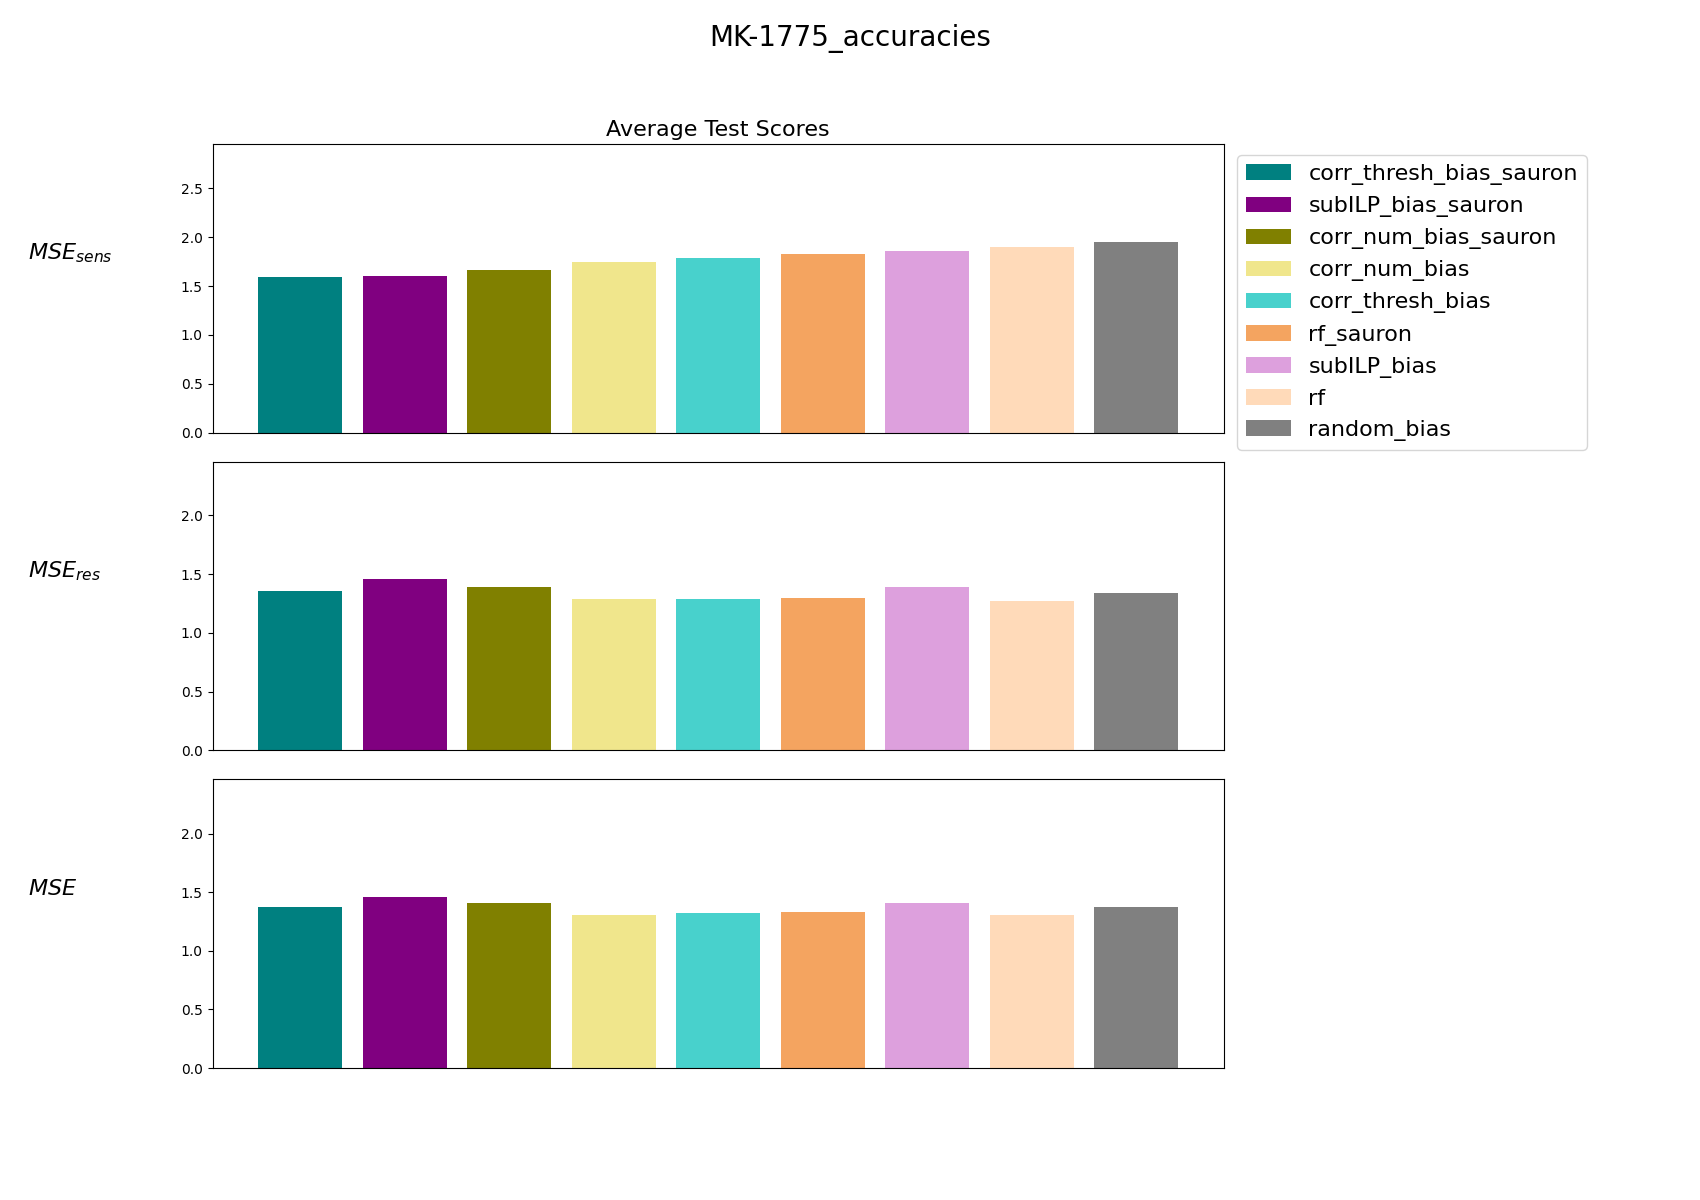 MK-1775_accuracies
Average Test Scores
MSE_sens
2.5
2.0
1.5
1.0
0.5
0.0
corr_thresh_bias_sauron
subILP_bias_sauron
corr_num_bias_sauron
corr_num_bias
corr_thresh_bias
rf_sauron
subILP_bias
rf
random_bias
MSE_res
2.0
1.5
1.0
0.5
0.0
MSE
2.0
1.5
1.0
0.5
0.0